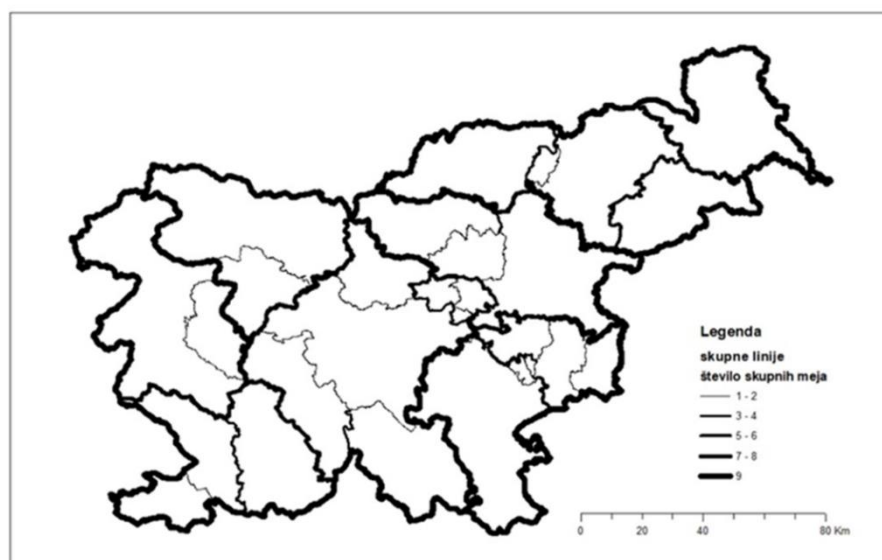 Legenda
skupne linije
število skupnih meja
1 - 2
3 - 4
5 - 6
7 - 8
9
0 20 40 80 Km